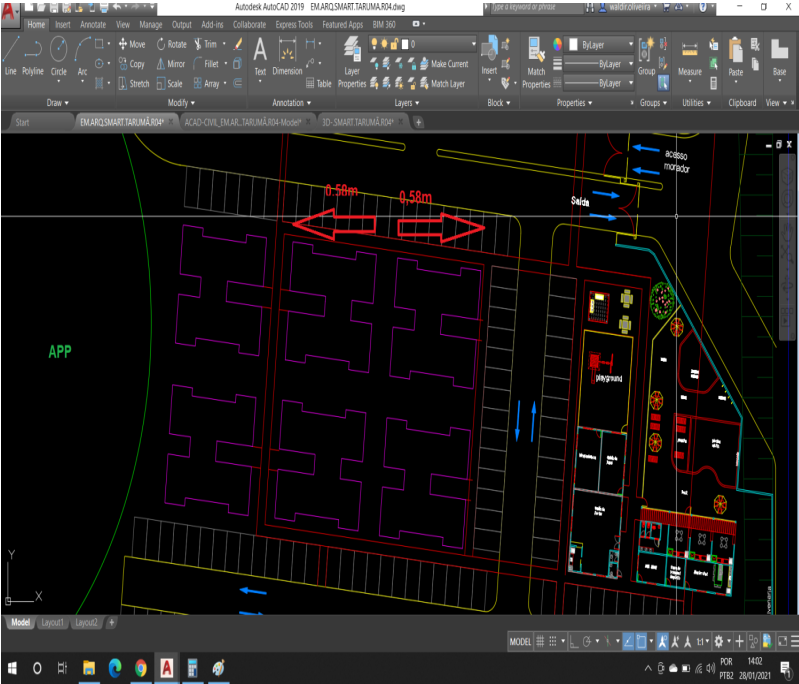 Autodesk AutoCAD 2019 EM.ARQ.SMART.TARUMÃ.R04.dwg
Type a keyword or phrase
waldir.oliveira
Home Insert Annotate View Manage Output Add-ins Collaborate Express Tools Featured Apps BIM 360
Line Polyline Circle Arc
Move Rotate Trim
Copy Mirror Fillet
Stretch Scale Array
Text Dimension Table
Layer Properties
0
Make Current
Match Layer
Insert
Match Properties
ByLayer
ByLayer
ByLayer
Group
Measure
Paste
Base
Draw Modify Annotation Layers Block Properties Groups Utilities Clipboard View
Start EM.ARQ.SMART.TARUMÃ.R04* ACAD-CIVIL_EM.AR...TARUMÃ.R04-Model* 3D- SMART.TARUMÃ.R04*
acesso
morador
0.58m 0,58m
Saída
APP
playground
Y
X
Model Layout1 Layout2
MODEL
1:1
POR 14:02
PTB2 28/01/2021